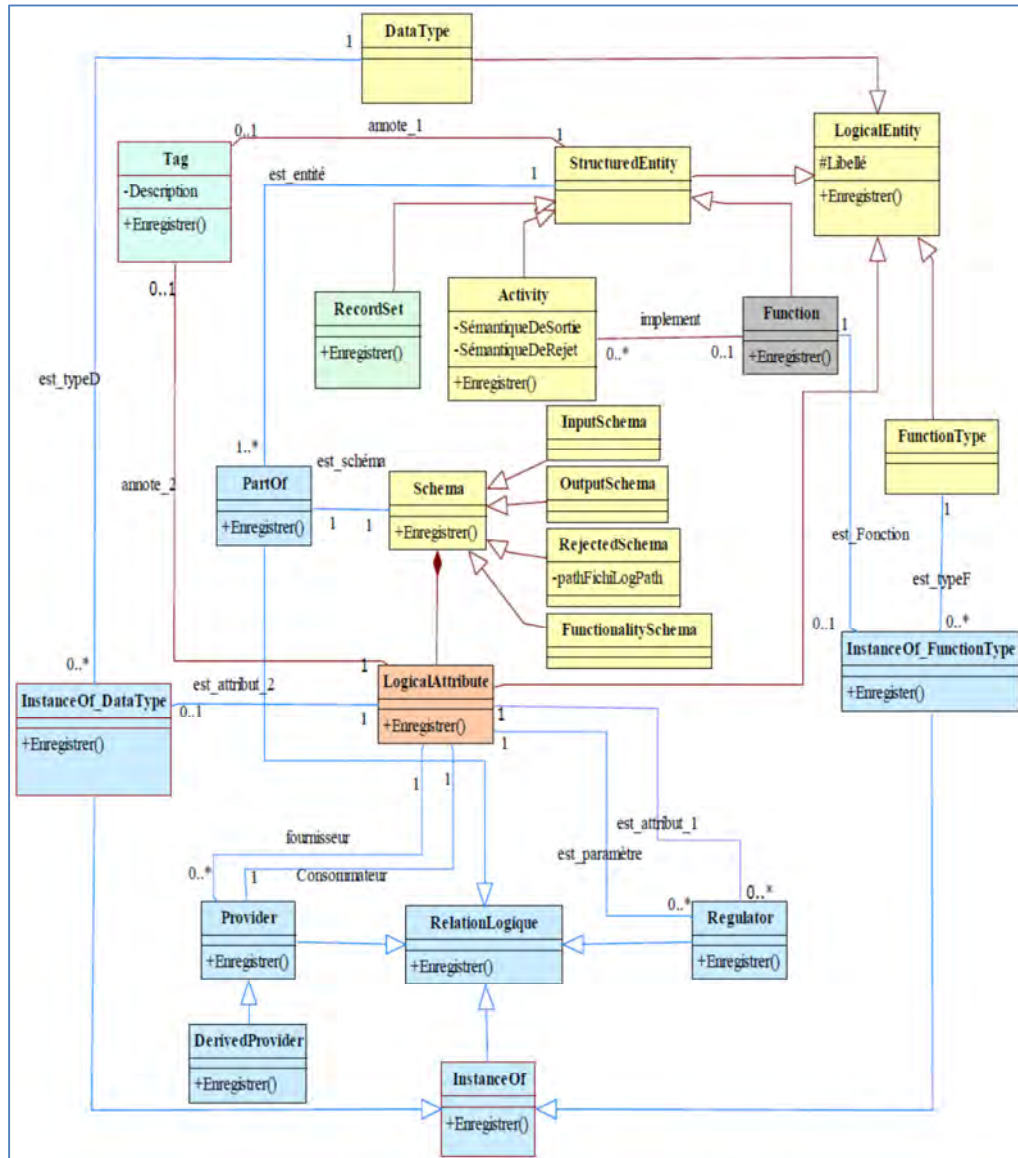 DataType
1
LogicalEntity
#Libellé
+Enregistrer()
0..1
annote_1
1
Tag
-Description
+Enregistrer()
StructuredEntity
est_entité
1
0..1
RecordSet
+Enregistrer()
Activity
-SémantiqueDeSortie
-SémantiqueDeRejet
+Enregistrer()
implement
0..*
0..1
Function
+Enregistrer()
1
est_typeD
InputSchema
FunctionType
1..*
est_schéma
annote_2
PartOf
+Enregistrer()
1
1
Schema
+Enregistrer()
OutputSchema
1
RejectedSchema
-pathFichiLogPath
est_Fonction
est_typeF
FunctionalitySchema
0..1
0..*
0..*
InstanceOf_DataType
+Enregistrer()
est_attribut_2
0..1
1
1
LogicalAttribute
+Enregistrer()
1
1
InstanceOf_FunctionType
+Enregister()
1
1
fournisseur
Consommateur
est_attribut_1
est_paramètre
0..*
1
0..*
0..*
Provider
+Enregistrer()
RelationLogique
+Enregistrer()
Regulator
+Enregistrer()
DerivedProvider
+Enregistrer()
InstanceOf
+Enregistrer()